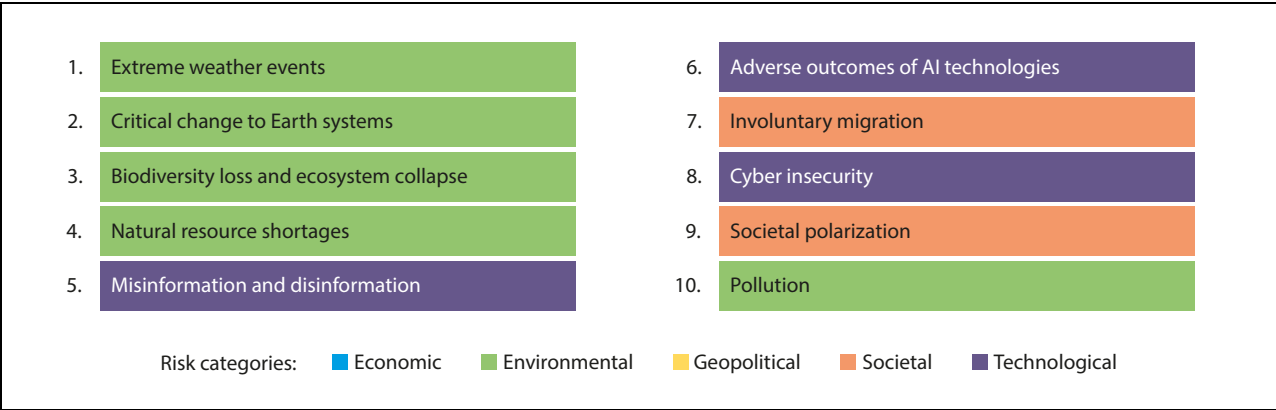 1. Extreme weather events
2. Critical change to Earth systems
3. Biodiversity loss and ecosystem collapse
4. Natural resource shortages
5. Misinformation and disinformation
6. Adverse outcomes of AI technologies
7. Involuntary migration
8. Cyber insecurity
9. Societal polarization
10. Pollution
Risk categories: Economic Environmental Geopolitical Societal Technological